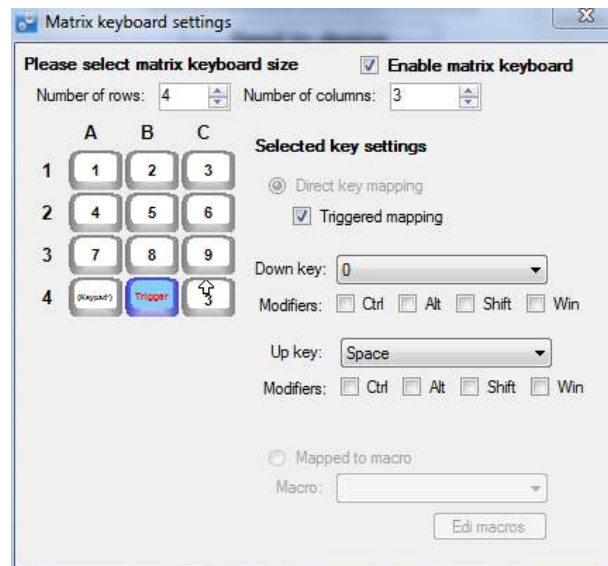 Matrix keyboard settings
Please select matrix keyboard size Enable matrix keyboard
Number of rows: 4 Number of columns: 3
A B C
1 1 2 3
2 4 5 6
3 7 8 9
4 (Keypad*) Trigger 3
Selected key settings
Direct key mapping
Triggered mapping
Down key: 0
Modifiers: Ctrl Alt Shift Win
Up key: Space
Modifiers: Ctrl Alt Shift Win
Mapped to macro
Macro:
Edi macros